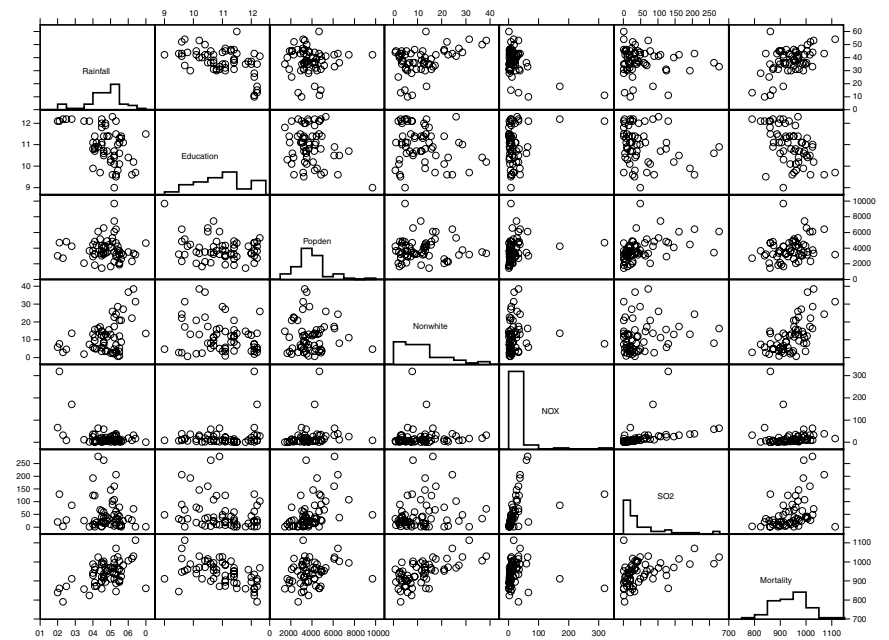 9 10 11 12
0 10 20 30 40
0 50 100 150 200 250
Rainfall
60
50
40
30
20
10
0
12
11
10
9
Education
Popden
10000
8000
6000
4000
2000
0
40
30
20
10
0
Nonwhite
NOX
300
200
100
0
250
200
150
100
50
0
SO2
Mortality
1100
1000
900
800
700
01 02 03 04 05 06 0
0 2000 4000 6000 8000 10000
0 100 200 300
700 800 900 1000 1100